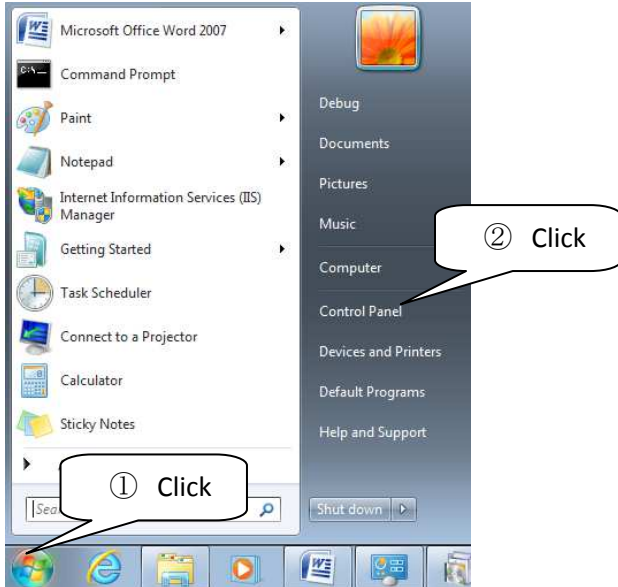 Microsoft Office Word 2007
Command Prompt
Paint
Notepad
Internet Information Services (IIS)
Manager
Getting Started
Task Scheduler
Connect to a Projector
Calculator
Sticky Notes
① Click
Debug
Documents
Pictures
Music
② Click
Computer
Control Panel
Devices and Printers
Default Programs
Help and Support
Shut down